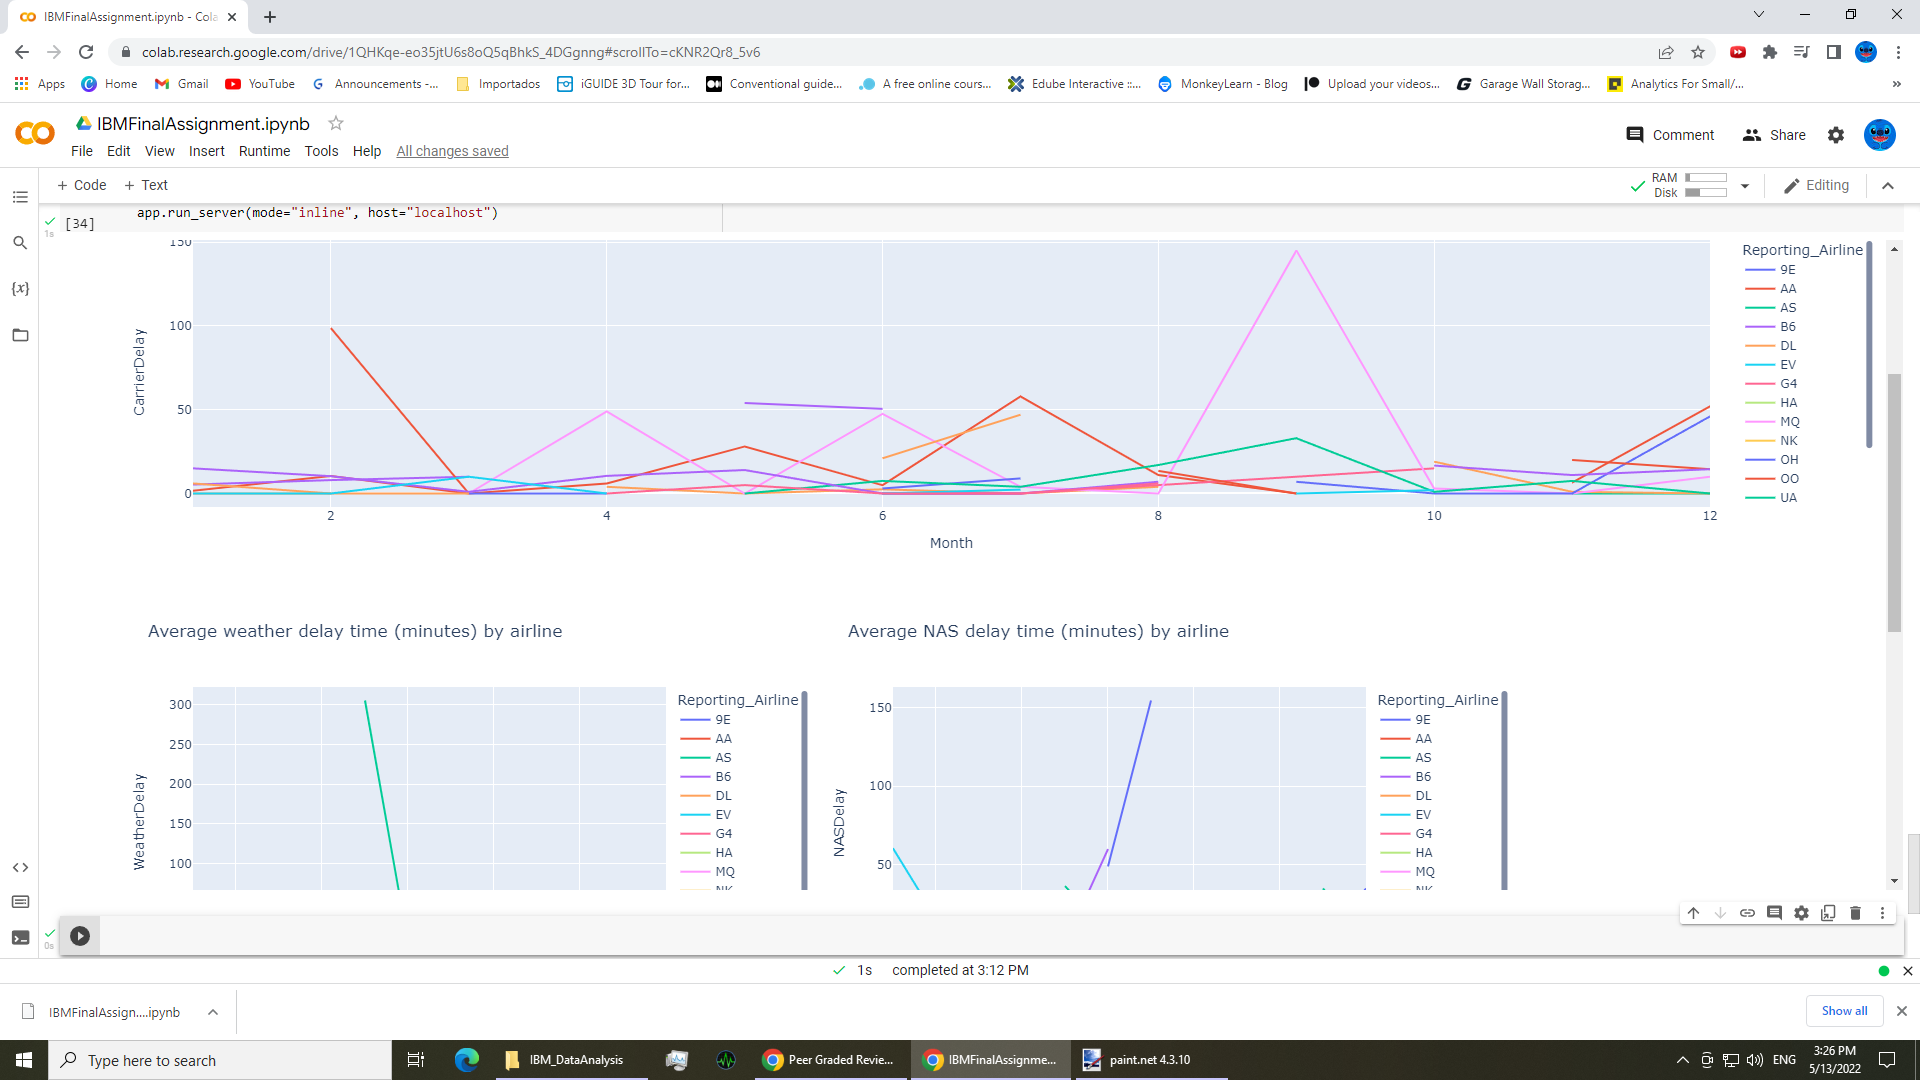 IBMFinalAssignment.ipynb - Cola
colab.research.google.com/drive/1QHKqe-eo35jtU6s8oQ5qBhkS_4DGgnng#scrollTo=cKNR2Qr8_5v6
Apps Home Gmail YouTube Announcements -... Importados iGUIDE 3D Tour for... Conventional guide... A free online cours... Edube Interactive ::... MonkeyLearn - Blog Upload your videos... Garage Wall Storag... Analytics For Small/... »
IBMFinalAssignment.ipynb
File Edit View Insert Runtime Tools Help All changes saved
Comment Share
+ Code + Text
RAM
Disk
Editing
{x}
app.run_server(mode="inline", host="localhost")
[34]
1s
150
100
50
0
CarrierDelay
2 4 6 8 10 12
Month
Reporting_Airline
9E
AA
AS
B6
DL
EV
G4
HA
MQ
NK
OH
OO
UA
Average weather delay time (minutes) by airline
300
250
200
150
100
WeatherDelay
Reporting_Airline
9E
AA
AS
B6
DL
EV
G4
HA
MQ
NK
Average NAS delay time (minutes) by airline
150
100
50
NASDelay
Reporting_Airline
9E
AA
AS
B6
DL
EV
G4
HA
MQ
0s
1s completed at 3:12 PM
IBMFinalAssign....ipynb
Show all
Type here to search
IBM_DataAnalysis
Peer Graded Revie...
IBMFinalAssignme...
paint.net 4.3.10
ENG
3:26 PM
5/13/2022